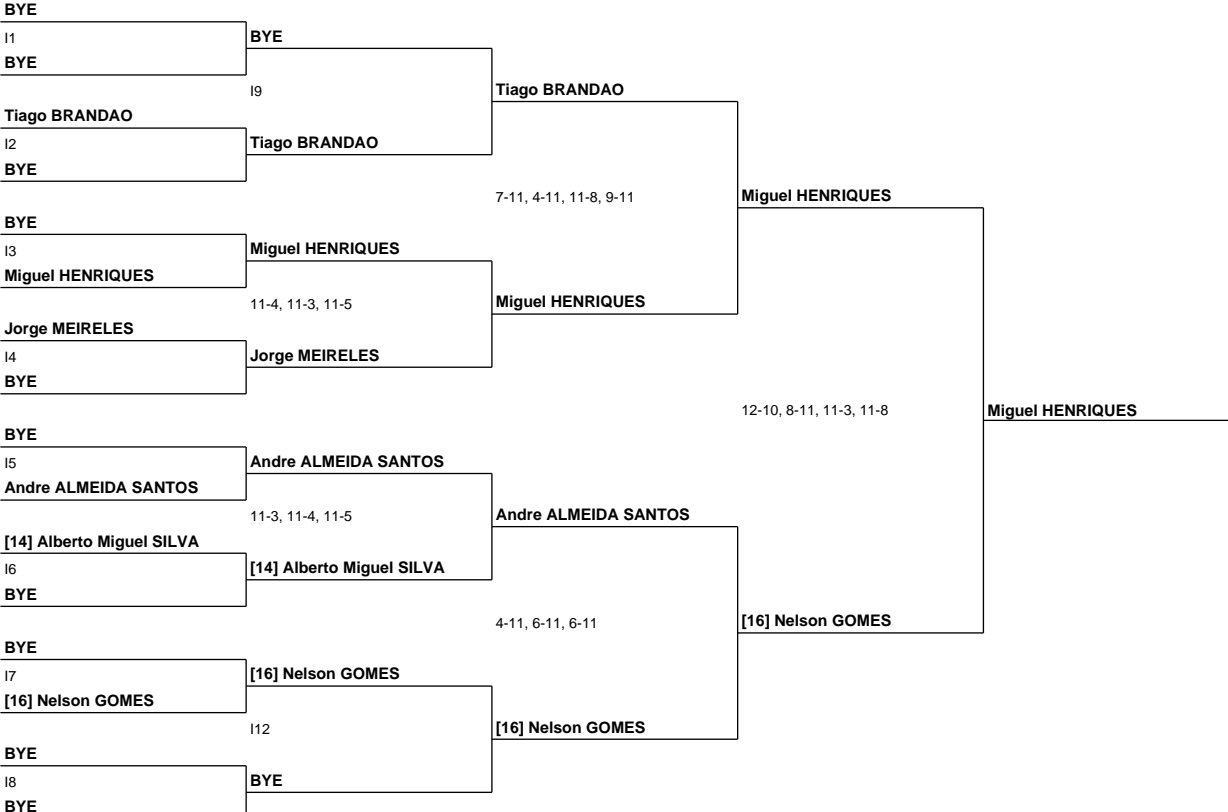 BYE
I1
BYE
BYE
I9
Tiago BRANDAO
Tiago BRANDAO
I2
Tiago BRANDAO
BYE
7-11, 4-11, 11-8, 9-11
Miguel HENRIQUES
BYE
I3
Miguel HENRIQUES
Miguel HENRIQUES
11-4, 11-3, 11-5
Miguel HENRIQUES
Jorge MEIRELES
I4
Jorge MEIRELES
BYE
12-10, 8-11, 11-3, 11-8
Miguel HENRIQUES
BYE
I5
Andre ALMEIDA SANTOS
Andre ALMEIDA SANTOS
11-3, 11-4, 11-5
Andre ALMEIDA SANTOS
[14] Alberto Miguel SILVA
I6
[14] Alberto Miguel SILVA
BYE
4-11, 6-11, 6-11
[16] Nelson GOMES
BYE
I7
[16] Nelson GOMES
[16] Nelson GOMES
I12
[16] Nelson GOMES
BYE
I8
BYE
BYE